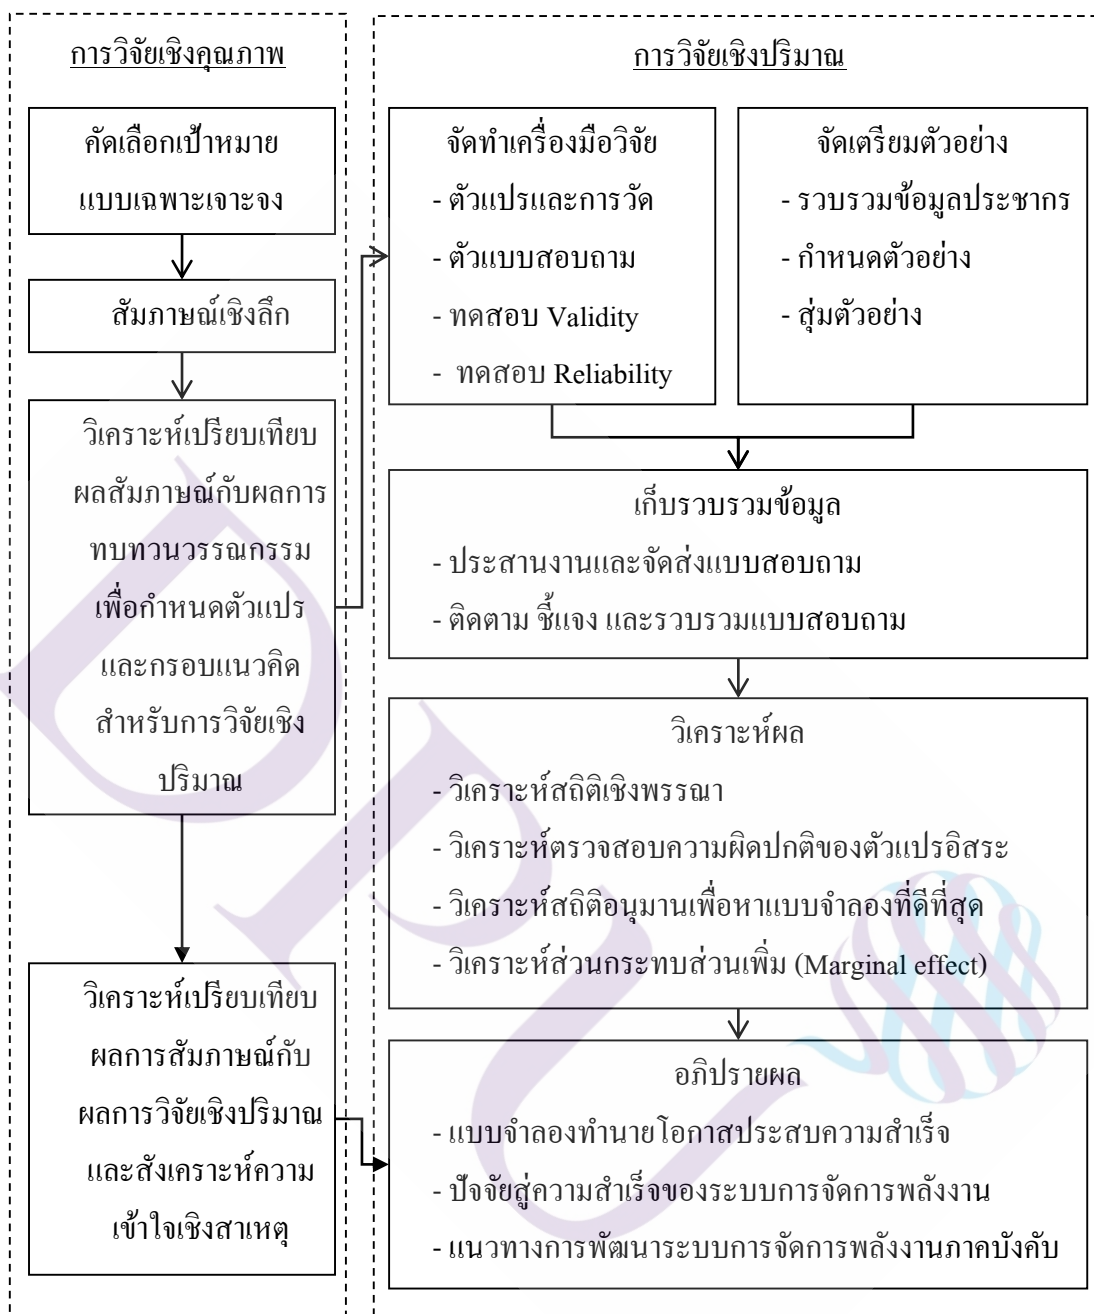 การวิจัยเชิงคุณภาพ
คัดเลือกเป้าหมาย
แบบเฉพาะเจาะจง
สัมภาษณ์เชิงลึก
วิเคราะห์เปรียบเทียบ
ผลสัมภาษณ์กับผลการ
ทบทวนวรรณกรรม
เพื่อกำหนดตัวแปร
และกรอบแนวคิด
สำหรับการวิจัยเชิง
ปริมาณ
วิเคราะห์เปรียบเทียบ
ผลการสัมภาษณ์กับ
ผลการวิจัยเชิงปริมาณ
และสังเคราะห์ความ
เข้าใจเชิงสาเหตุ
การวิจัยเชิงปริมาณ
จัดทำเครื่องมือวิจัย
- ตัวแปรและการวัด
- ตัวแบบสอบถาม
- ทดสอบ Validity
- ทดสอบ Reliability
จัดเตรียมตัวอย่าง
- รวบรวมข้อมูลประชากร
- กำหนดตัวอย่าง
- สุ่มตัวอย่าง
เก็บรวบรวมข้อมูล
- ประสานงานและจัดส่งแบบสอบถาม
- ติดตาม ชี้แจง และรวบรวมแบบสอบถาม
วิเคราะห์ผล
- วิเคราะห์สถิติเชิงพรรณา
- วิเคราะห์ตรวจสอบความผิดปกติของตัวแปรอิสระ
- วิเคราะห์สถิติอนุมานเพื่อหาแบบจำลองที่ดีที่สุด
- วิเคราะห์ส่วนกระทบส่วนเพิ่ม (Marginal effect)
อภิปรายผล
- แบบจำลองทำนายโอกาสประสบความสำเร็จ
- ปัจจัยสู่ความสำเร็จของระบบการจัดการพลังงาน
- แนวทางการพัฒนาระบบการจัดการพลังงานภาคบังคับ
DPU